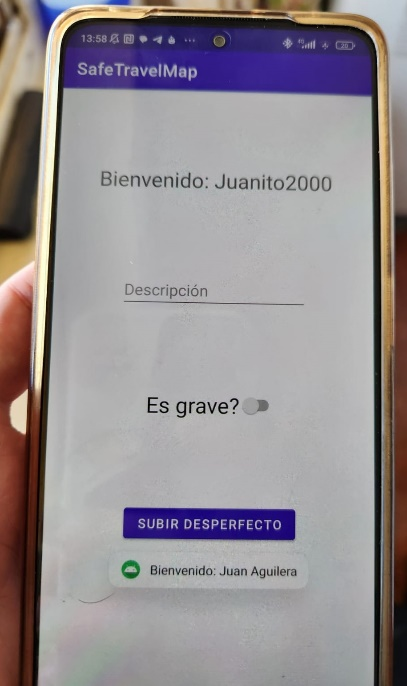 13:58
SafeTravelMap
Bienvenido: Juanito2000
Descripción
Es grave?
SUBIR DESPERFECTO
Bienvenido: Juan Aguilera